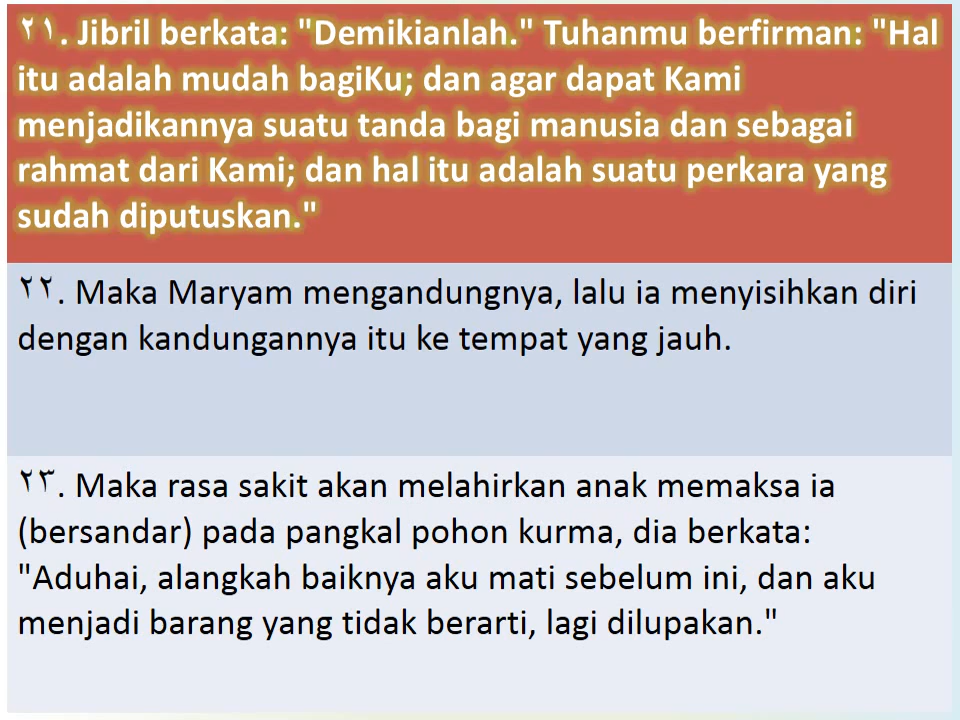 ٢١. Jibril berkata: "Demikianlah." Tuhanmu berfirman: "Hal
itu adalah mudah bagiKu; dan agar dapat Kami
menjadikannya suatu tanda bagi manusia dan sebagai
rahmat dari Kami; dan hal itu adalah suatu perkara yang
sudah diputuskan."
٢٢. Maka Maryam mengandungnya, lalu ia menyisihkan diri
dengan kandungannya itu ke tempat yang jauh.
٢٣. Maka rasa sakit akan melahirkan anak memaksa ia
(bersandar) pada pangkal pohon kurma, dia berkata:
"Aduhai, alangkah baiknya aku mati sebelum ini, dan aku
menjadi barang yang tidak berarti, lagi dilupakan."